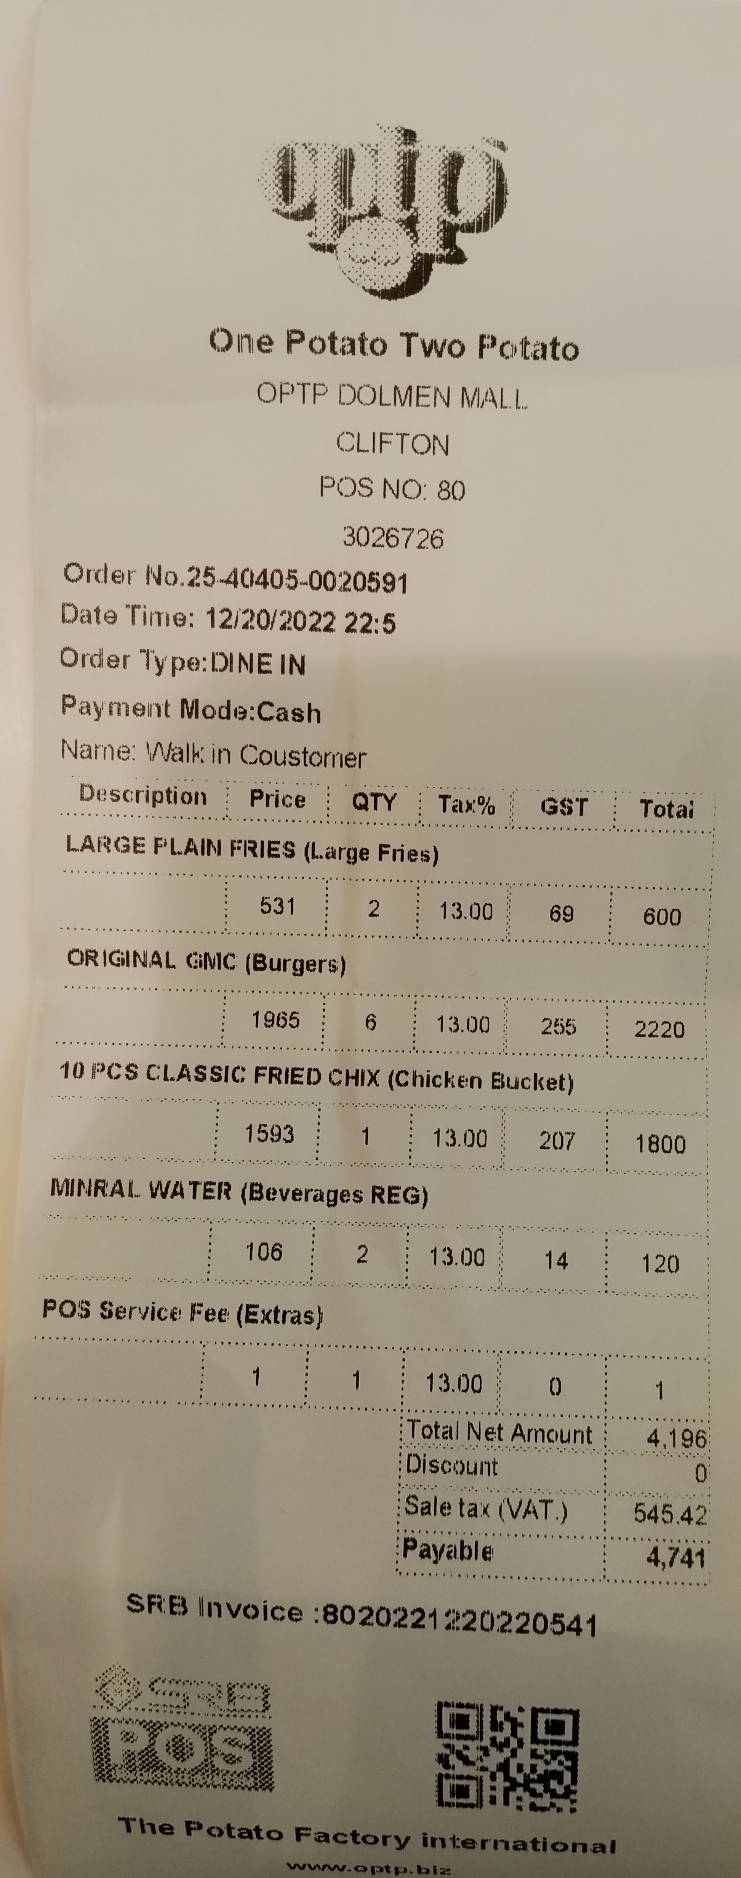 optp
One Potato Two Potato
OPTP DOLMEN MALL
CLIFTON
POS NO: 80
3026726
Order No.25-40405-0020591
Date Time: 12/20/2022 22:5
Order Type:DINE IN
Payment Mode:Cash
Name: Walk in Coustomer
Description Price QTY Tax% GST Total
LARGE PLAIN FRIES (Large Fries)
531 2 13.00 69 600
ORIGINAL GMC (Burgers)
1965 6 13.00 255 2220
10 PCS CLASSIC FRIED CHIX (Chicken Bucket)
1593 1 13.00 207 1800
MINRAL WATER (Beverages REG)
106 2 13.00 14 120
POS Service Fee (Extras)
1 1 13.00 0 1
Total Net Amount 4,196
Discount 0
Sale tax (VAT.) 545.42
Payable 4,741
SRB Invoice :8020221220220541
SRB
POS
The Potato Factory international
www.optp.biz